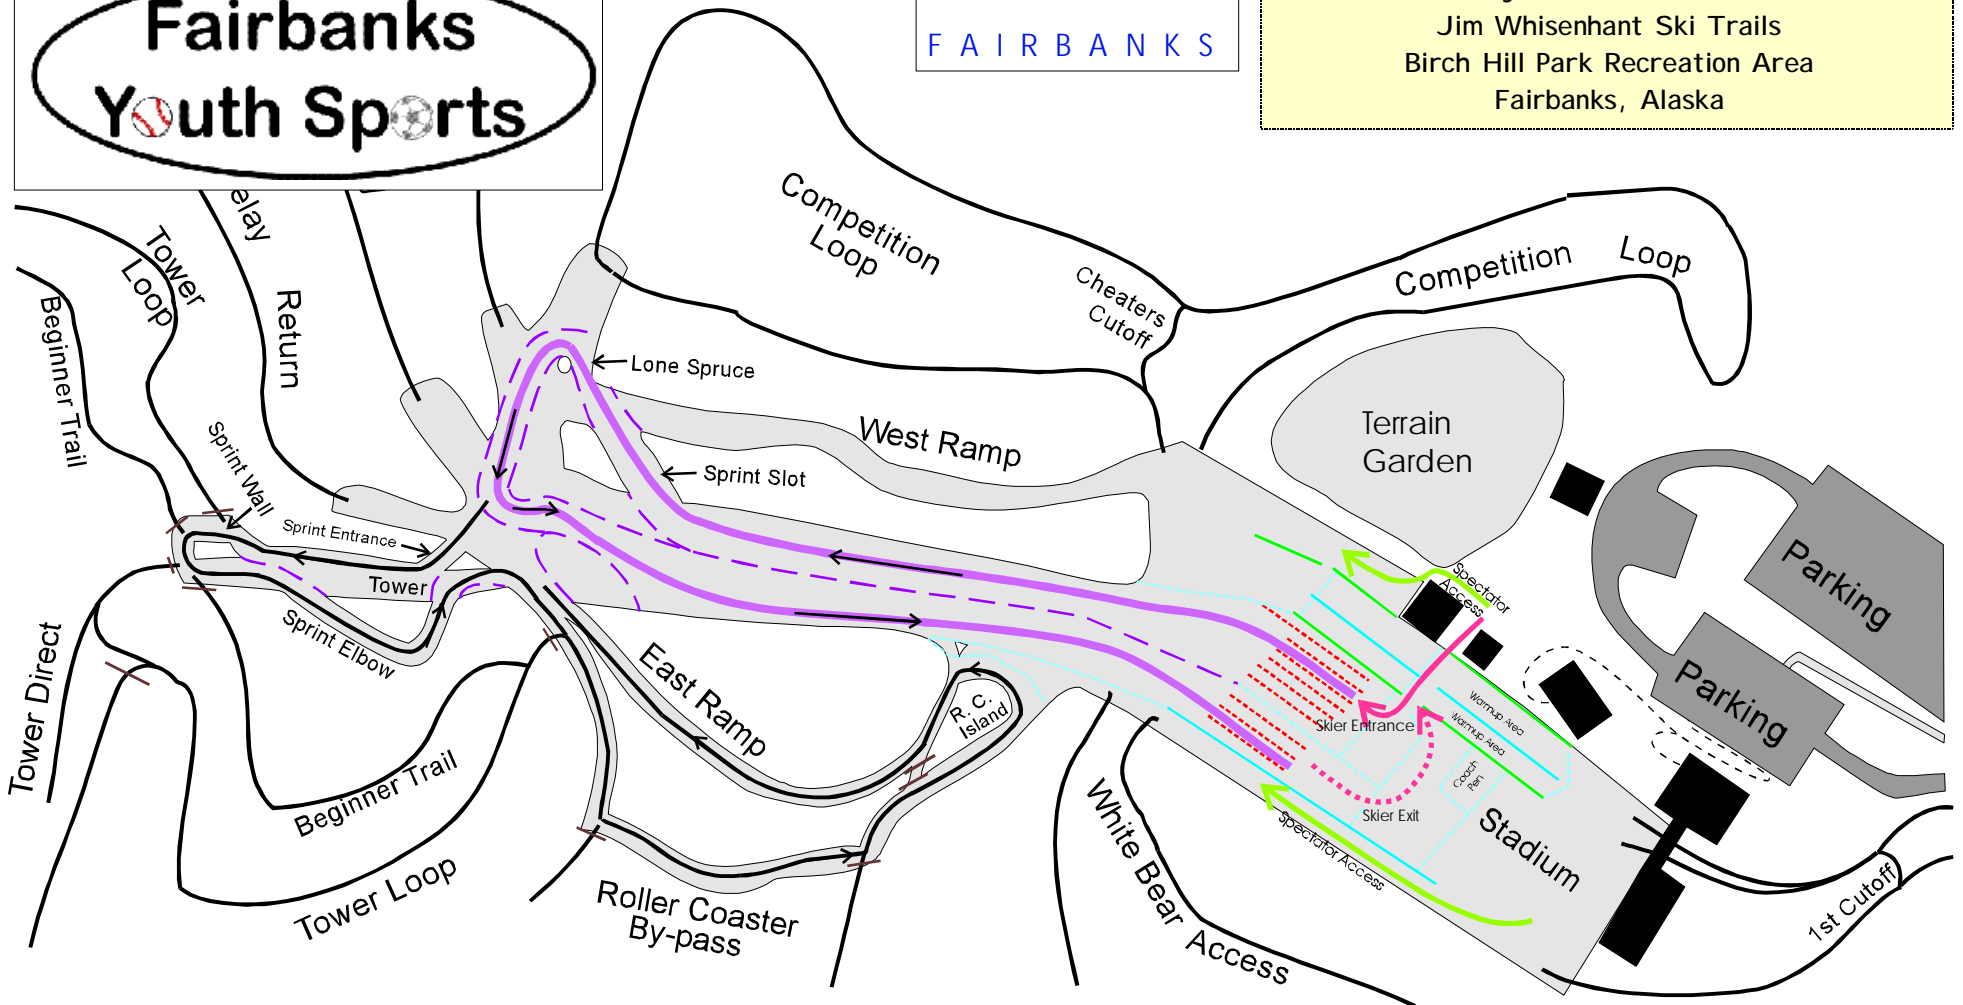 Fairbanks
Youth Sports
FAIRBANKS
Jim Whisenhant Ski Trails
Birch Hill Park Recreation Area
Fairbanks, Alaska
elay
Return
Tower
Loop
Beginner Trail
Competition
Loop
Cheaters
Cutoff
Competition Loop
Lone Spruce
West Ramp
Sprint Slot
Terrain
Garden
Sprint Wall
Sprint Entrance
Tower
Sprint Elbow
Spectator
Access
Parking
Parking
Tower Direct
East Ramp
R. C.
Island
Skier Entrance
Warmup Area
Warmup Area
Coach
Pen
Skier Exit
Stadium
Spectator Access
Beginner Trail
Tower Loop
Roller Coaster
By-pass
White Bear Access
1st Cutoff